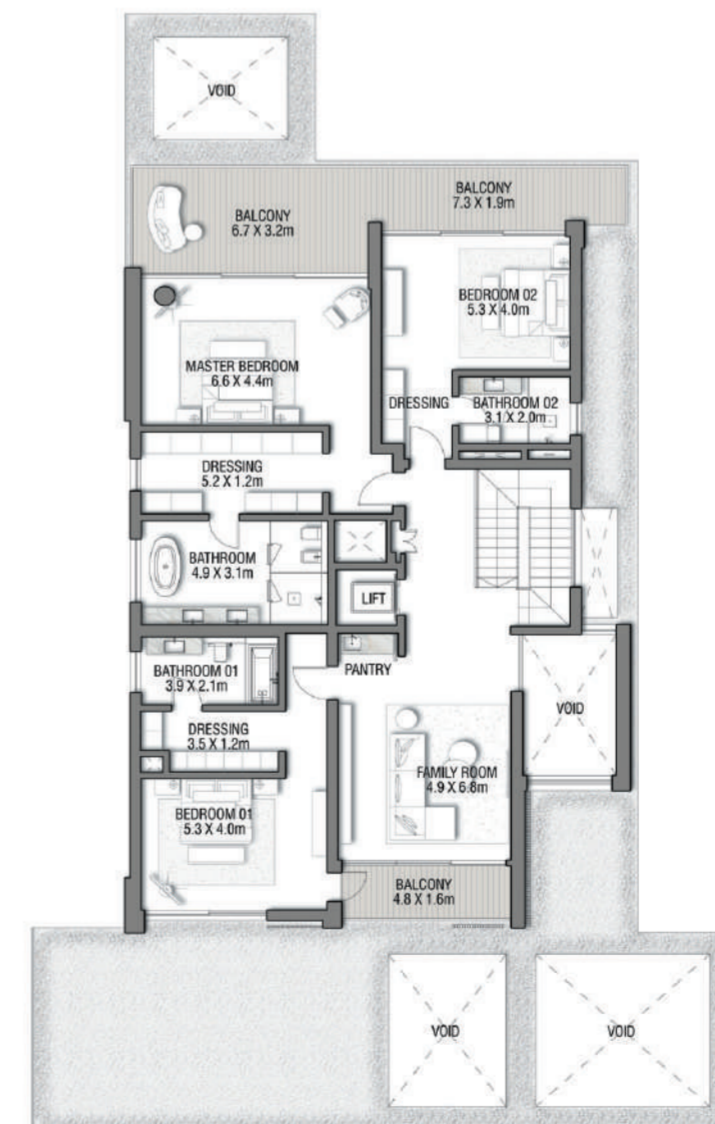 VOID
BALCONY
6.7 X 3.2m
BALCONY
7.3 X 1.9m
BEDROOM 02
5.3 X 4.0m
MASTER BEDROOM
6.6 X 4.4m
DRESSING
BATHROOM 02
3.1 X 2.0m
DRESSING
5.2 X 1.2m
BATHROOM
4.9 X 3.1m
LIFT
PANTRY
BATHROOM 01
3.9 X 2.1m
DRESSING
3.5 X 1.2m
VOID
FAMILY ROOM
4.9 X 6.8m
BEDROOM 01
5.3 X 4.0m
BALCONY
4.8 X 1.6m
VOID
VOID